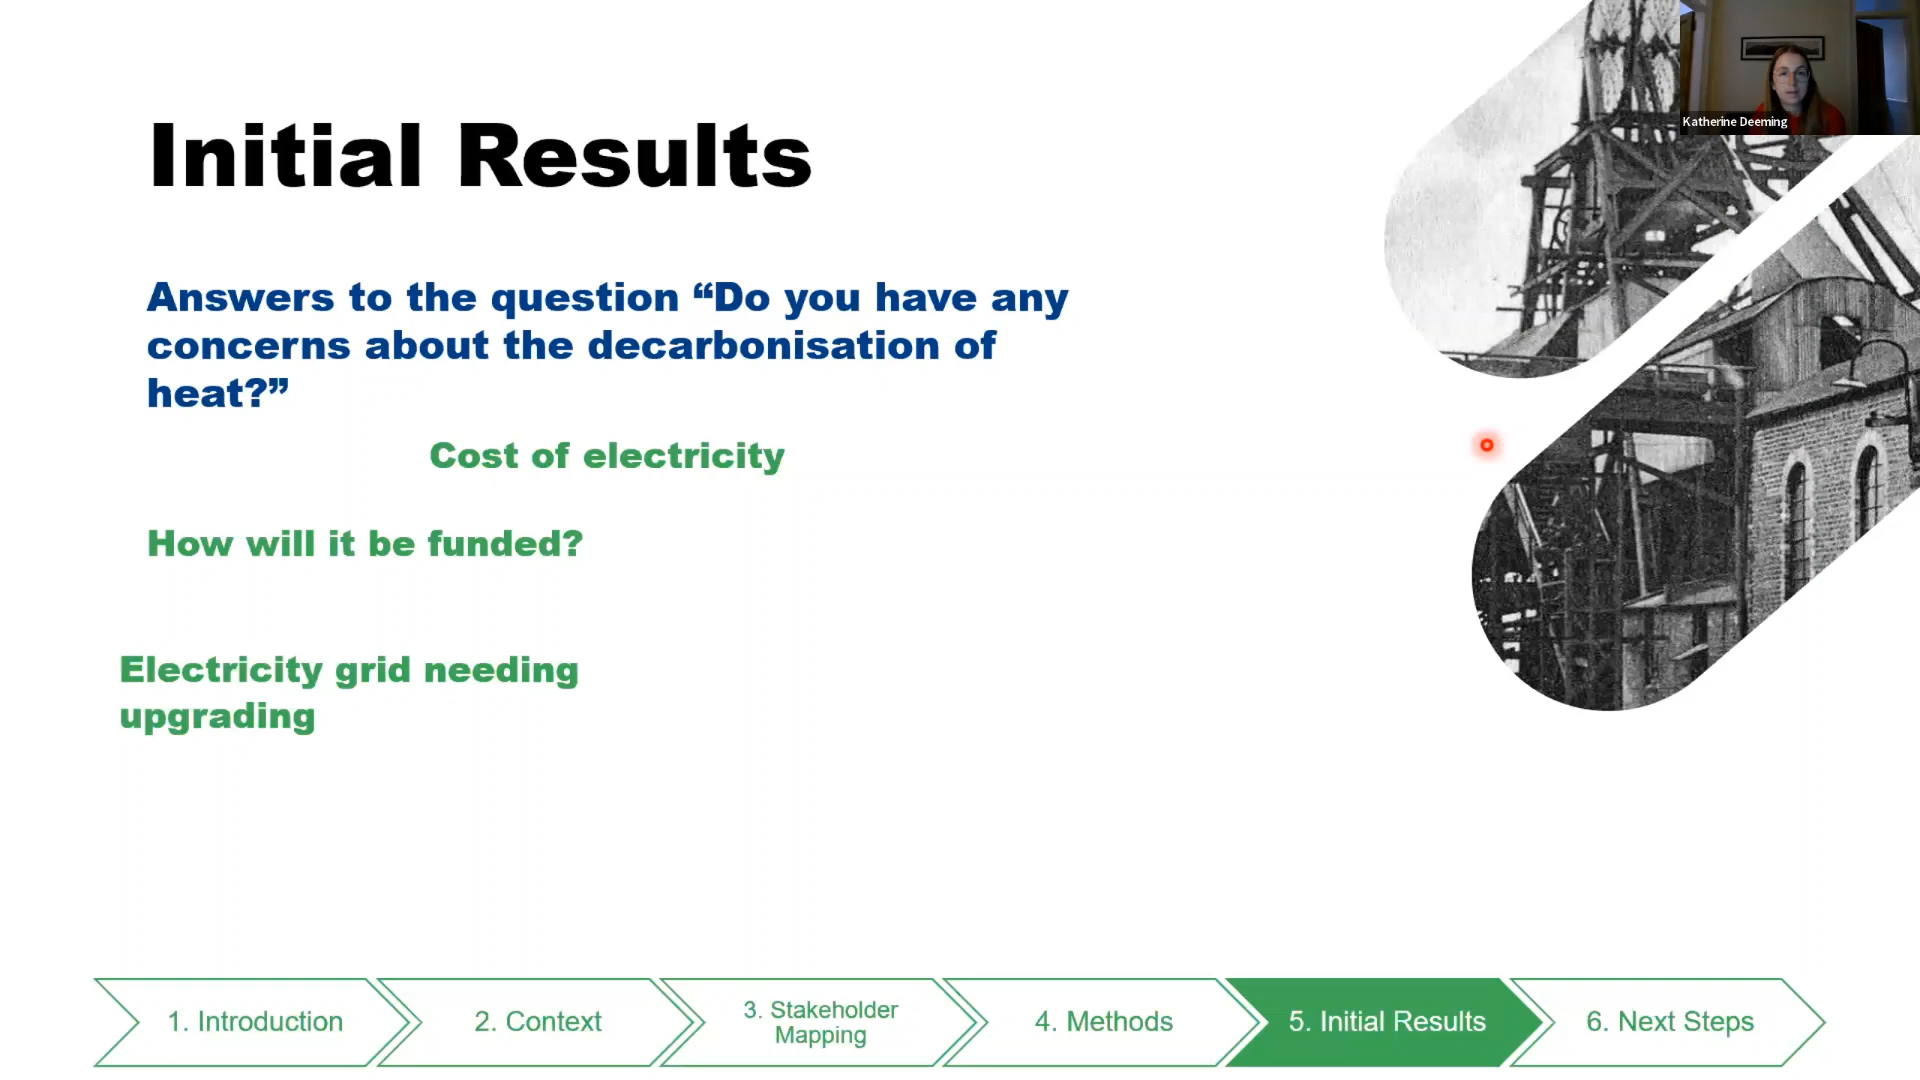 Katherine Deeming
Initial Results
Answers to the question “Do you have any
concerns about the decarbonisation of
heat?”
Cost of electricity
How will it be funded?
Electricity grid needing
upgrading
1. Introduction
2. Context
3. Stakeholder
Mapping
4. Methods
5. Initial Results
6. Next Steps